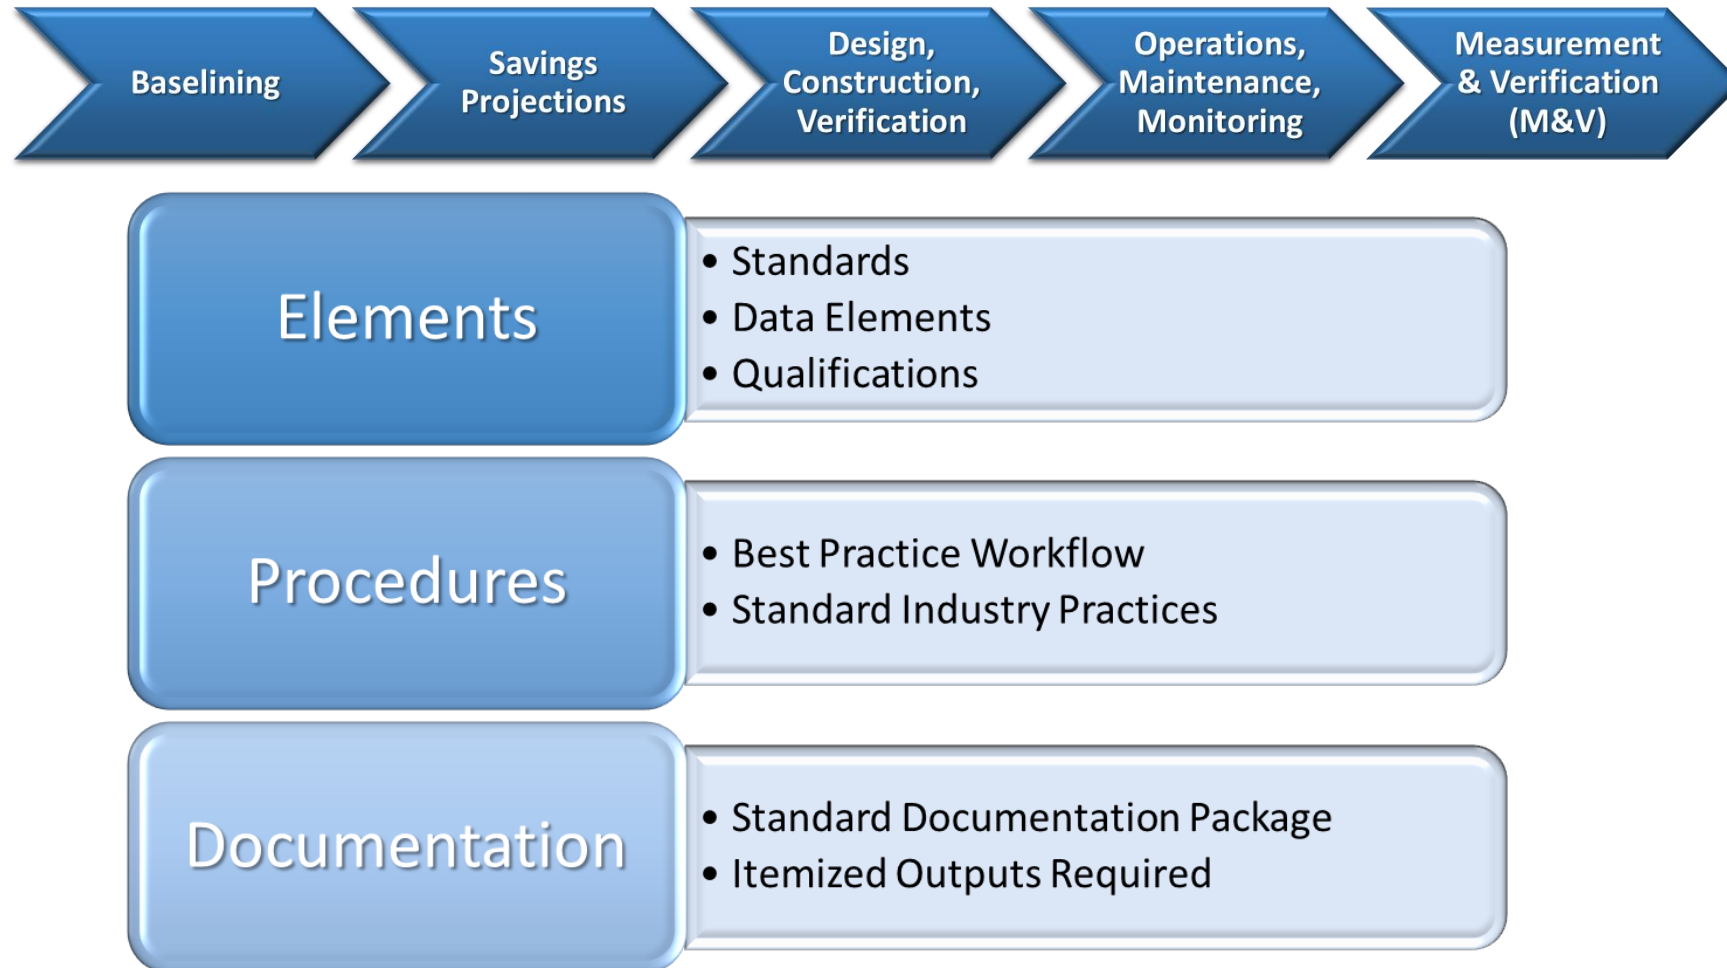 Baselining
Savings
Projections
Design,
Construction,
Verification
Operations,
Maintenance,
Monitoring
Measurement
& Verification
(M&V)
Elements
• Standards
• Data Elements
• Qualifications
Procedures
• Best Practice Workflow
• Standard Industry Practices
Documentation
• Standard Documentation Package
• Itemized Outputs Required